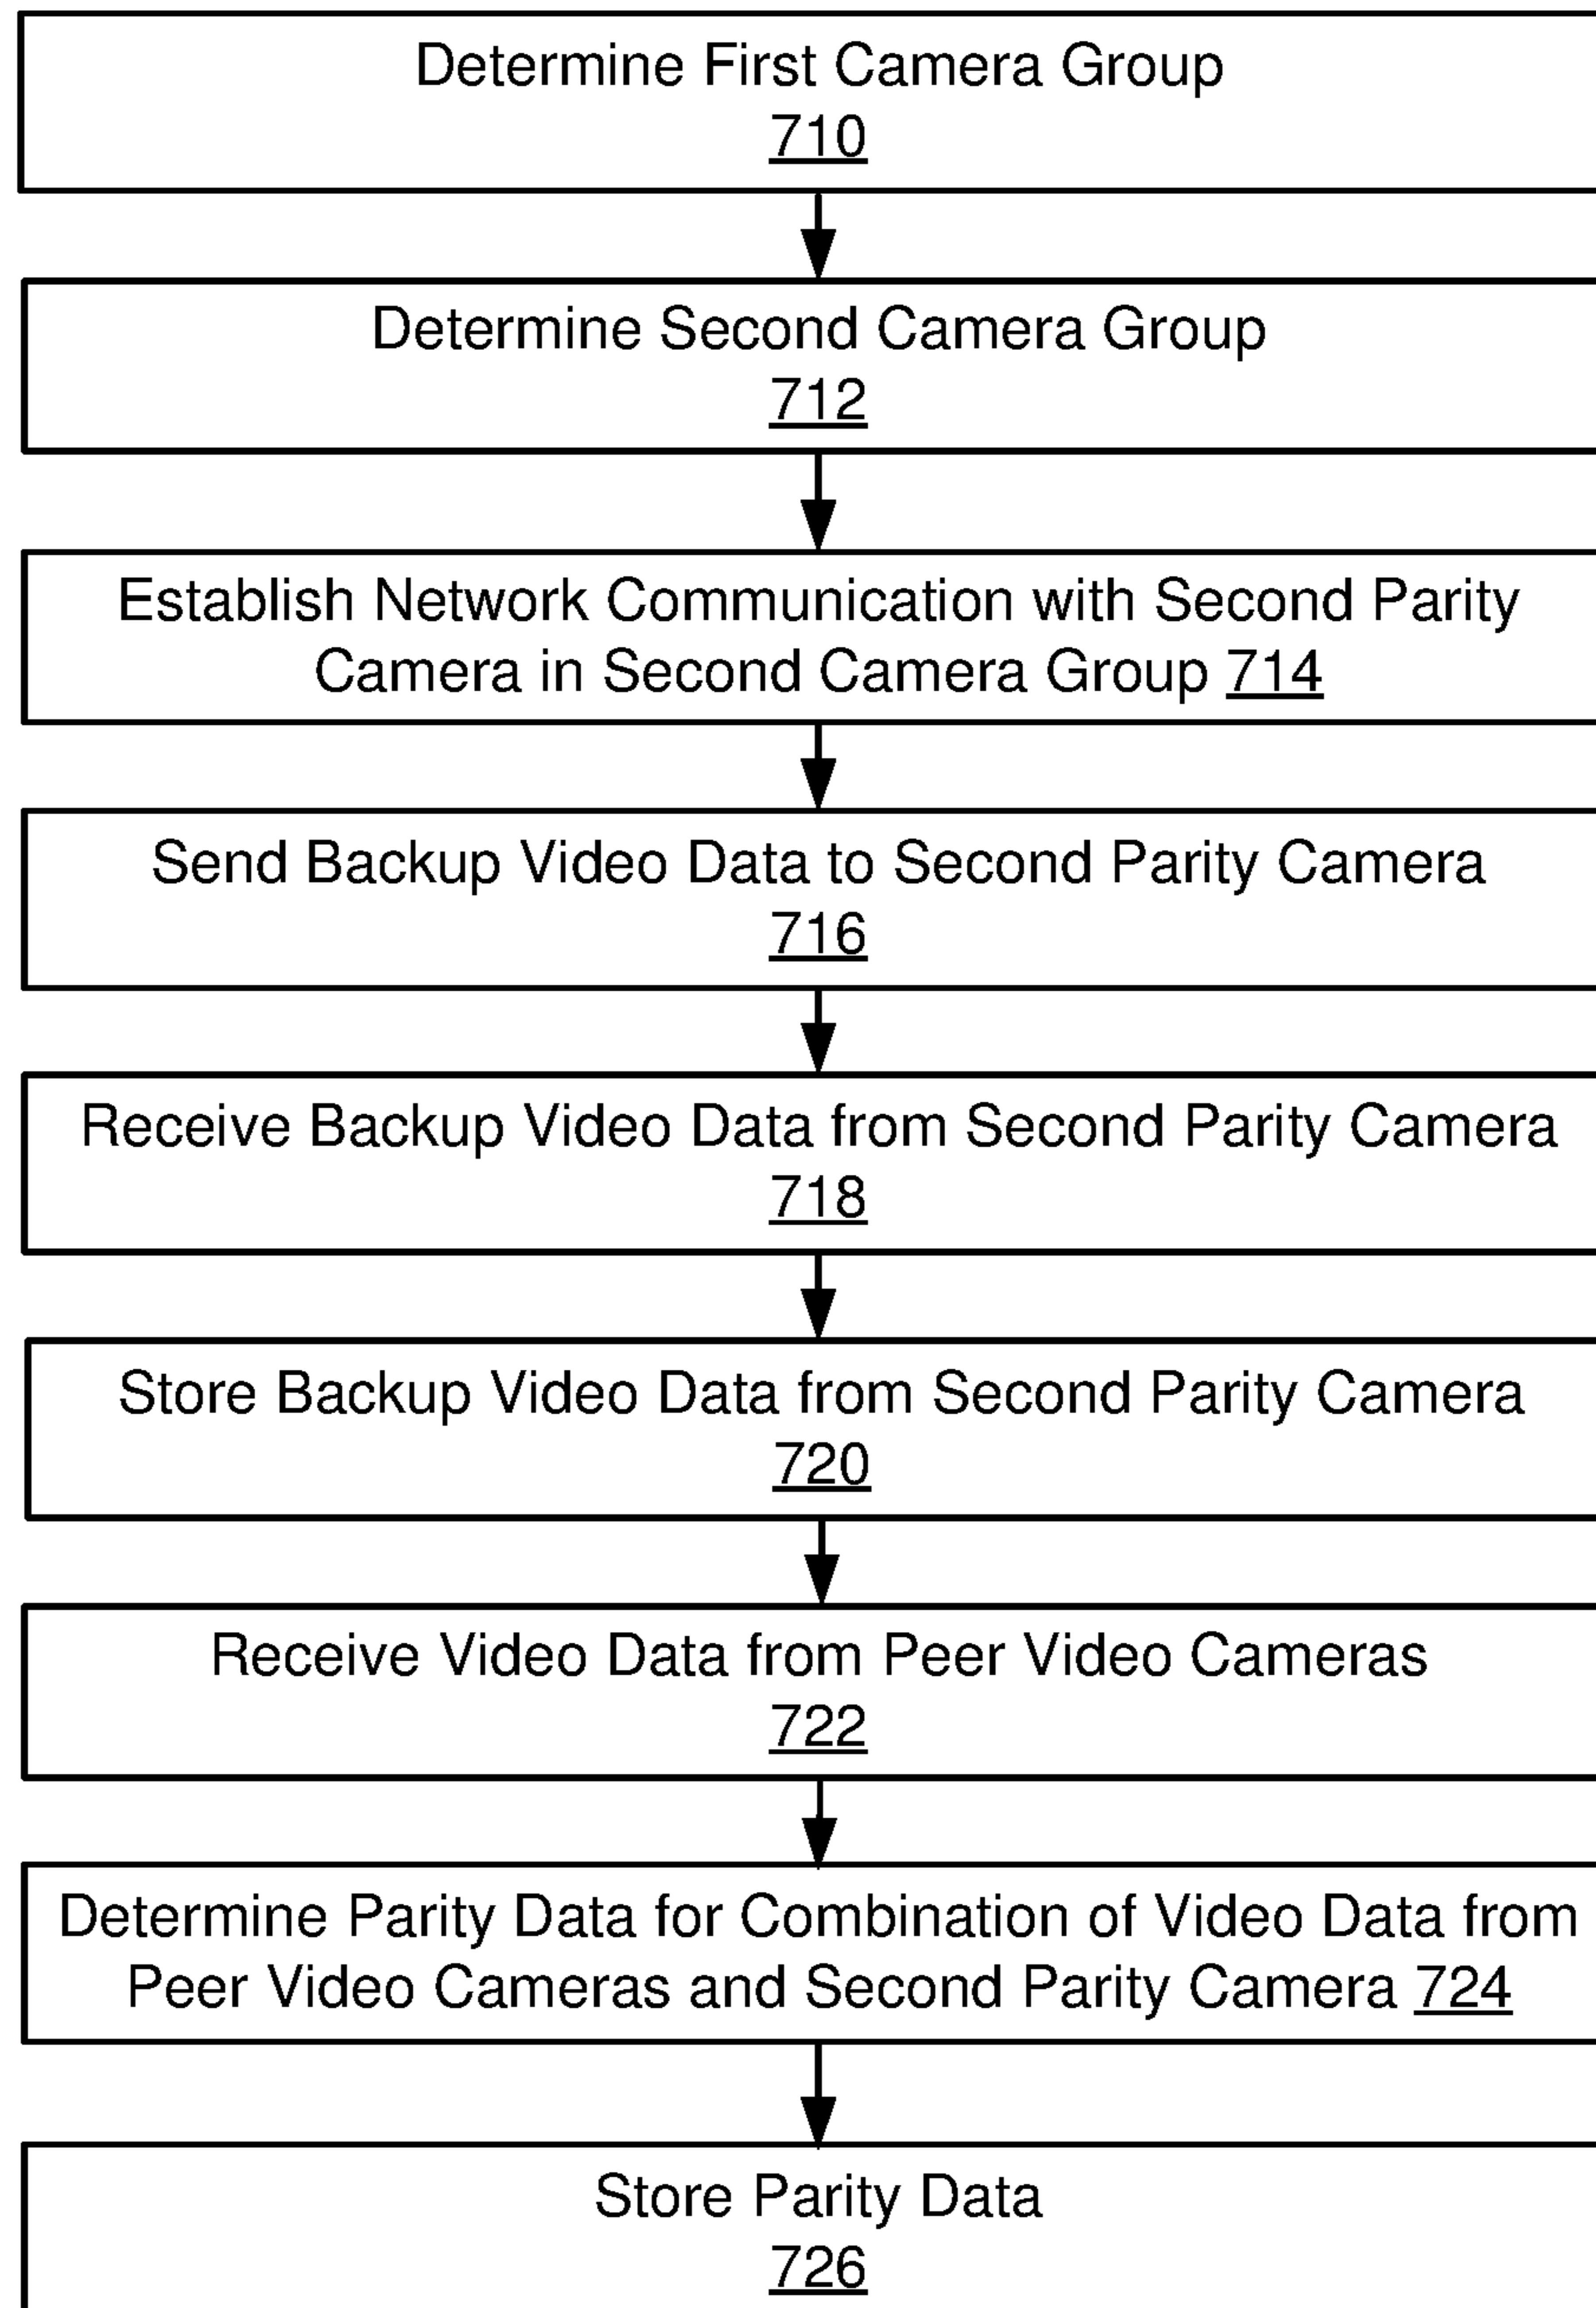 Determine First Camera Group
710
Determine Second Camera Group
712
Establish Network Communication with Second Parity
Camera in Second Camera Group 714
Send Backup Video Data to Second Parity Camera
716
Receive Backup Video Data from Second Parity Camera
718
Store Backup Video Data from Second Parity Camera
720
Receive Video Data from Peer Video Cameras
722
Determine Parity Data for Combination of Video Data from
Peer Video Cameras and Second Parity Camera 724
Store Parity Data
726